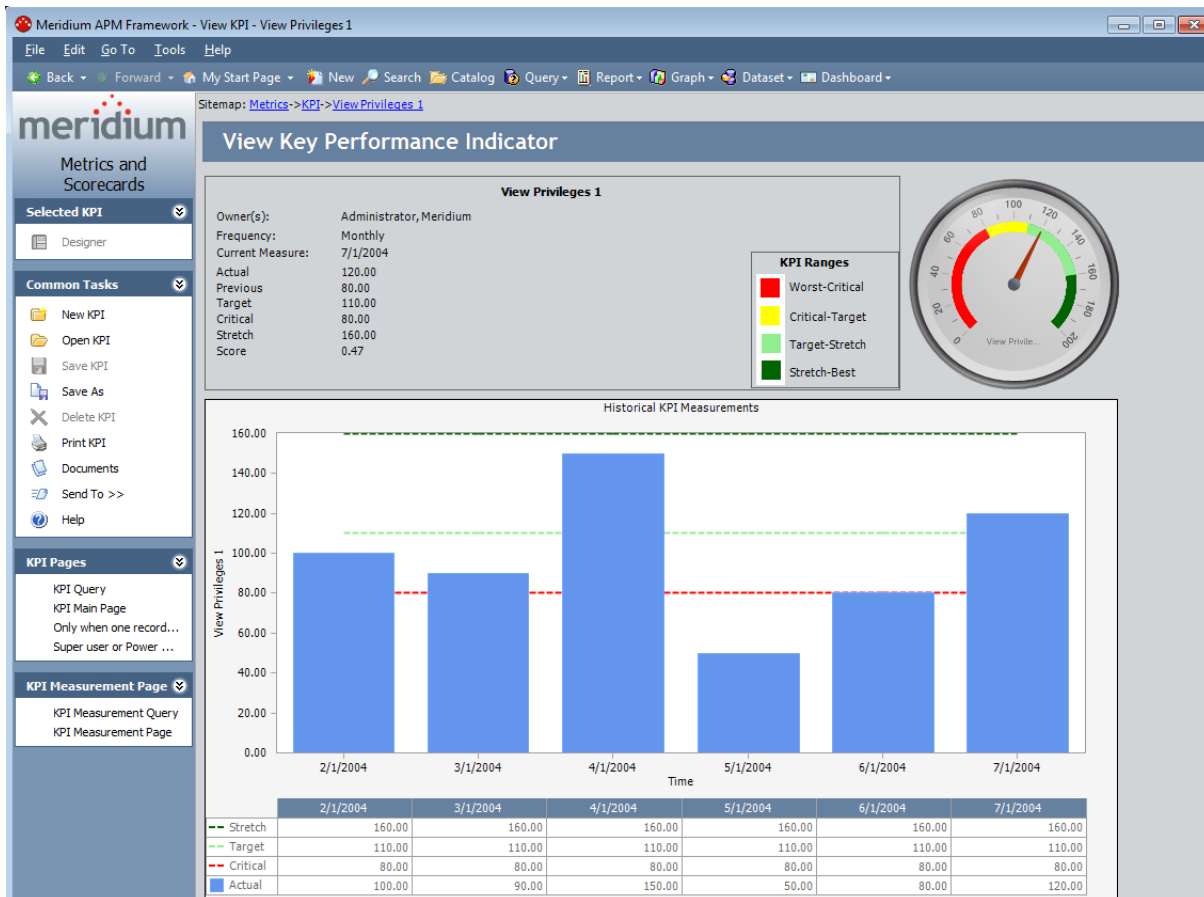 Meridium APM Framework - View KPI - View Privileges 1
File Edit Go To Tools Help
Back Forward My Start Page New Search Catalog Query Report Graph Dataset Dashboard
meridium
Metrics and
Scorecards
Selected KPI
Designer
Common Tasks
New KPI
Open KPI
Save KPI
Save As
Delete KPI
Print KPI
Documents
Send To >>
Help
KPI Pages
KPI Query
KPI Main Page
Only when one record...
Super user or Power ...
KPI Measurement Page
KPI Measurement Query
KPI Measurement Page
Sitemap: Metrics->KPI->View Privileges 1
View Key Performance Indicator
View Privileges 1
Owner(s): Administrator, Meridium
Frequency: Monthly
Current Measure: 7/1/2004
Actual 120.00
Previous 80.00
Target 110.00
Critical 80.00
Stretch 160.00
Score 0.47
KPI Ranges
Worst-Critical
Critical-Target
Target-Stretch
Stretch-Best
0 20 40 60 80 100 120 140 160 180 200
View Privile...
Historical KPI Measurements
View Privileges 1
160.00
140.00
120.00
100.00
80.00
60.00
40.00
20.00
0.00
2/1/2004 3/1/2004 4/1/2004 5/1/2004 6/1/2004 7/1/2004
Time
2/1/2004 3/1/2004 4/1/2004 5/1/2004 6/1/2004 7/1/2004
Stretch 160.00 160.00 160.00 160.00 160.00 160.00
Target 110.00 110.00 110.00 110.00 110.00 110.00
Critical 80.00 80.00 80.00 80.00 80.00 80.00
Actual 100.00 90.00 150.00 50.00 80.00 120.00